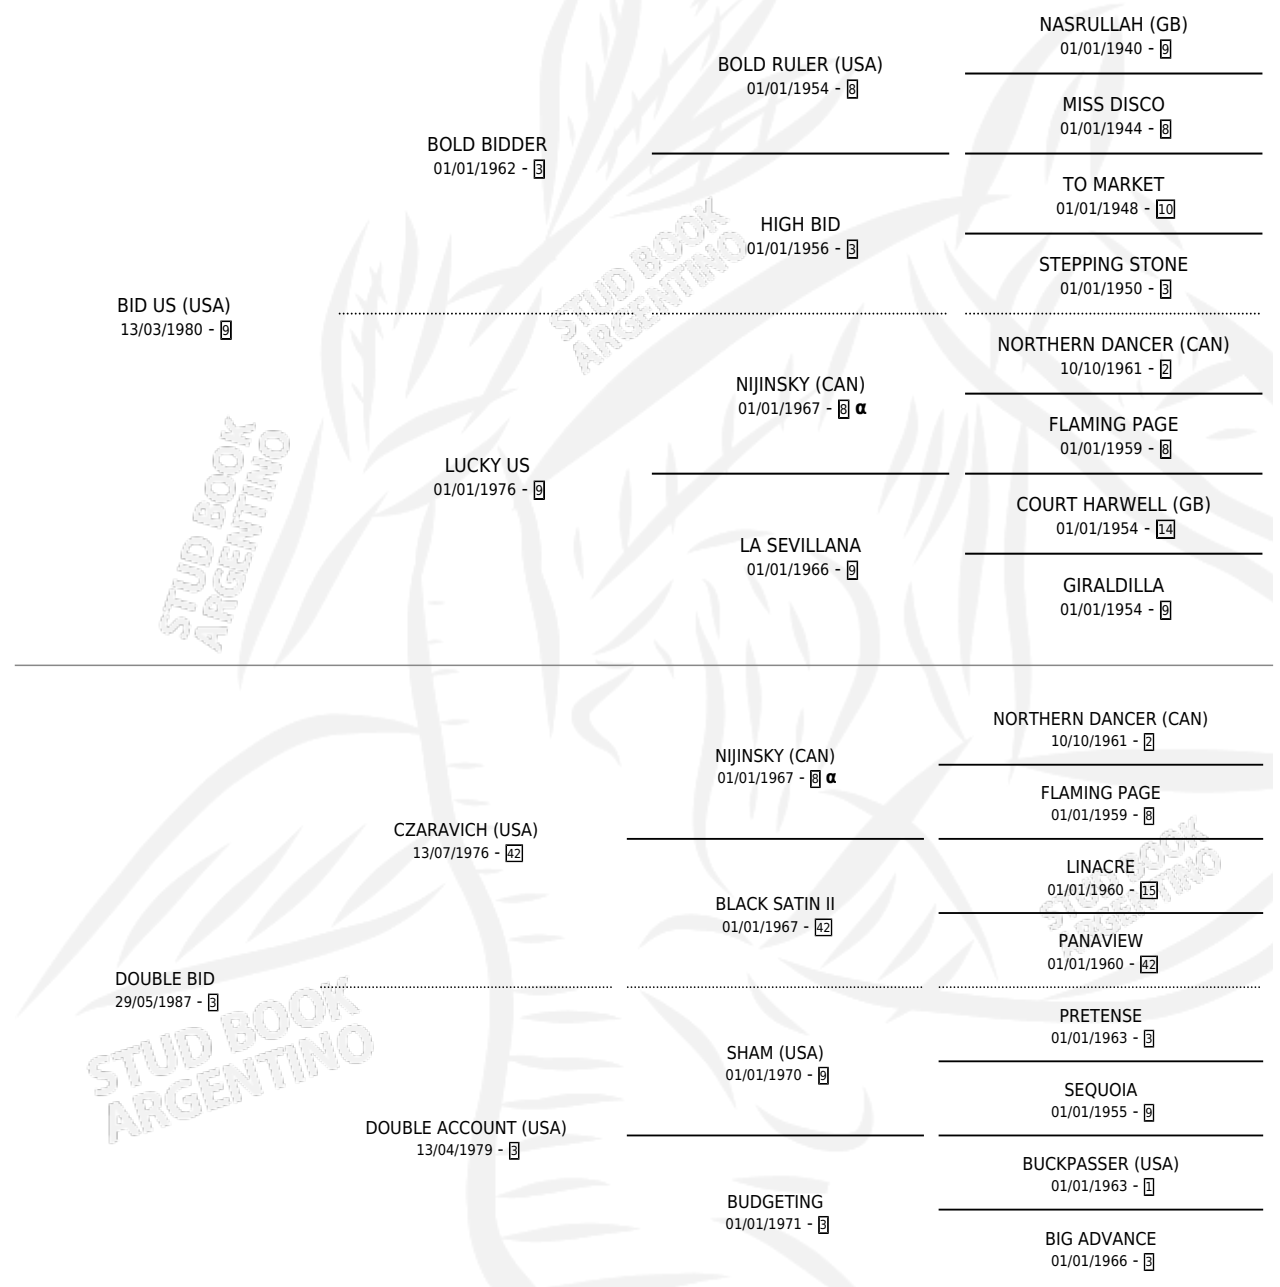 NASRULLAH (GB)
01/01/1940 - 9
BOLD RULER (USA)
01/01/1954 - 8
MISS DISCO
01/01/1944 - 8
BOLD BIDDER
01/01/1962 - 3
TO MARKET
01/01/1948 - 10
HIGH BID
01/01/1956 - 3
STEPPING STONE
01/01/1950 - 3
BID US (USA)
13/03/1980 - 9
NORTHERN DANCER (CAN)
10/10/1961 - 2
NIJINSKY (CAN)
01/01/1967 - 8 α
FLAMING PAGE
01/01/1959 - 8
LUCKY US
01/01/1976 - 9
COURT HARWELL (GB)
01/01/1954 - 14
LA SEVILLANA
01/01/1966 - 9
GIRALDILLA
01/01/1954 - 9
NORTHERN DANCER (CAN)
10/10/1961 - 2
NIJINSKY (CAN)
01/01/1967 - 8 α
FLAMING PAGE
01/01/1959 - 8
CZARAVICH (USA)
13/07/1976 - 42
LINACRE
01/01/1960 - 15
BLACK SATIN II
01/01/1967 - 42
PANAVIEW
01/01/1960 - 42
DOUBLE BID
29/05/1987 - 3
PRETENSE
01/01/1963 - 3
SHAM (USA)
01/01/1970 - 9
SEQUOIA
01/01/1955 - 9
DOUBLE ACCOUNT (USA)
13/04/1979 - 3
BUCKPASSER (USA)
01/01/1963 - 1
BUDGETING
01/01/1971 - 3
BIG ADVANCE
01/01/1966 - 3
STUD BOOK
ARGENTINO
STUD BOOK
ARGENTINO
STUD BOOK
ARGENTINO
STUD BOOK
ARGENTINO